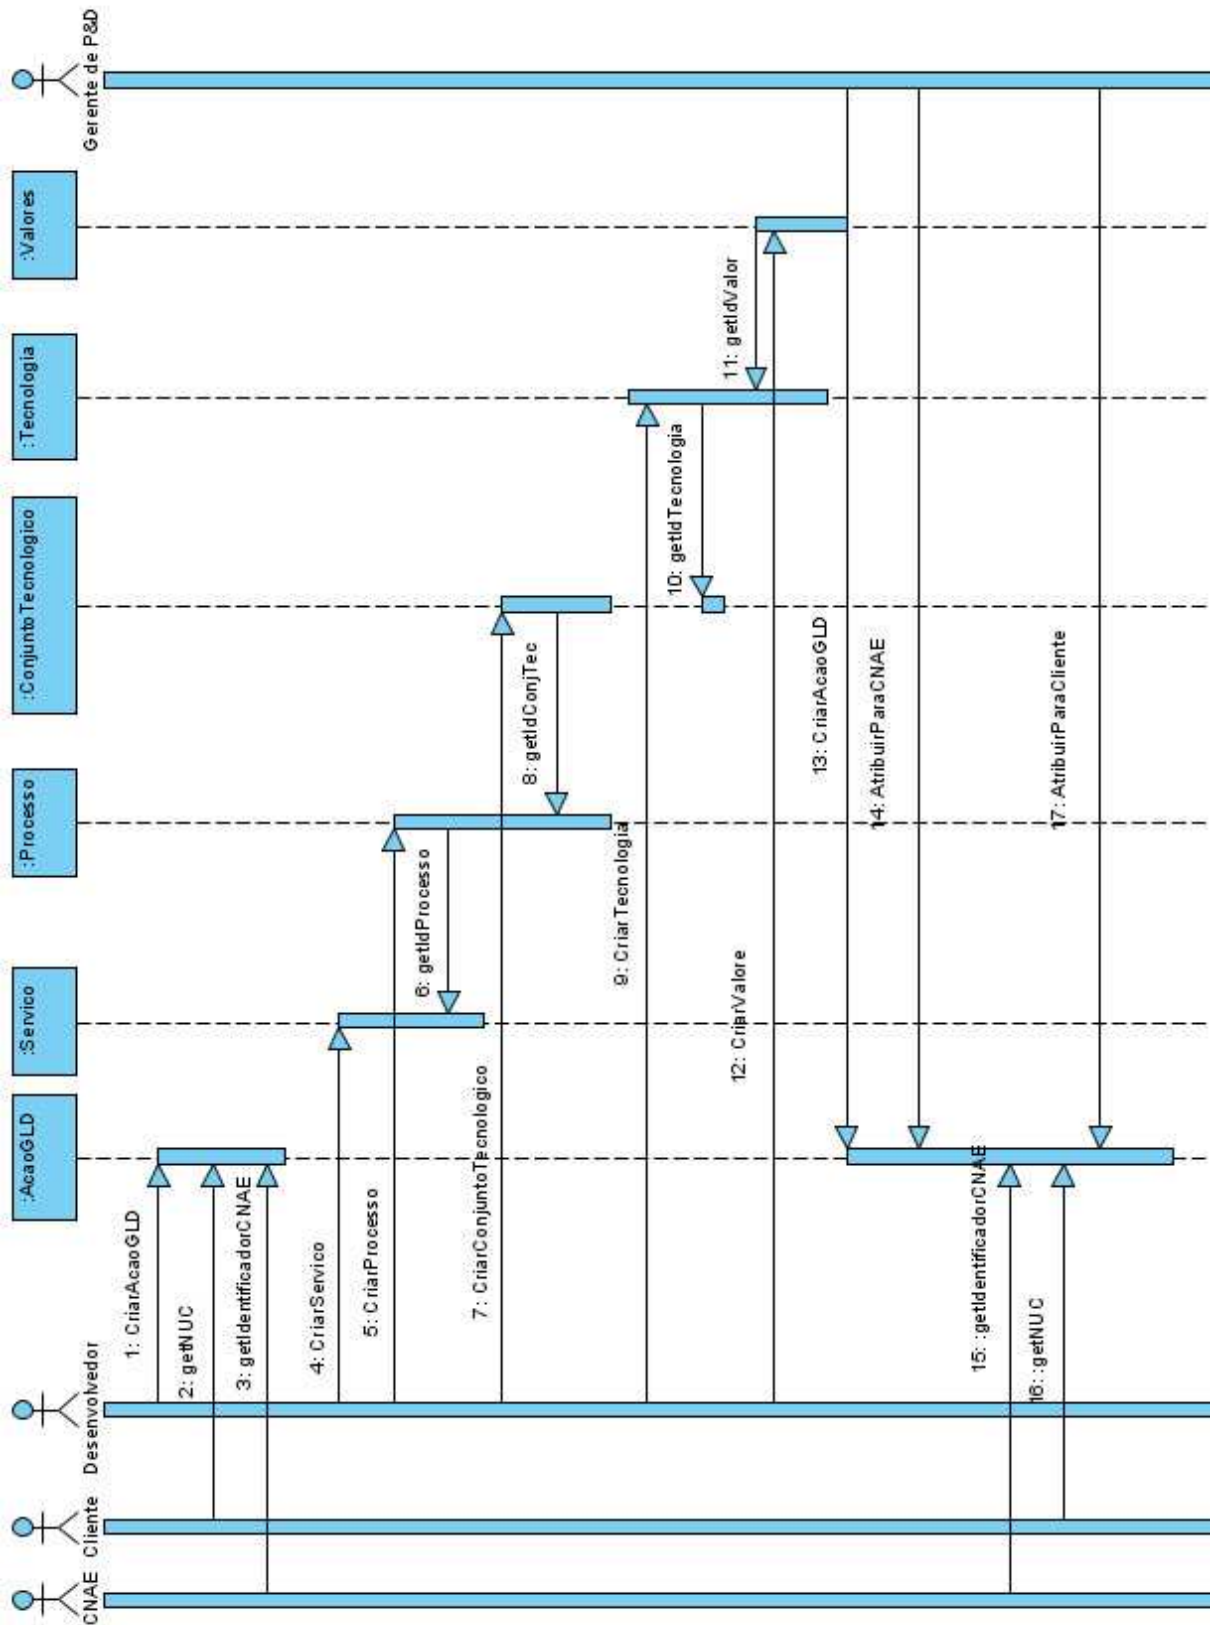 CNAE
Cliente
Desenvolvedor
:AcaoGLD
:Servico
:Processo
:ConjuntoTecnologico
:Tecnologia
:Valores
Gerente de P&D
1: CriarAcaoGLD
2: getNUC
3: getIdentificadorCNAE
4: CriarServico
5: CriarProcesso
6: getIdProcesso
7: CriarConjuntoTecnologico
8: getIdConjTec
9: CriarTecnologia
10: getIdTecnologia
11: getIdValor
12: CriarValore
13: CriarAcaoGLD
14: AtribuirParaCNAE
15: :getIdentificadorCNAE
16: :getNUC
17: AtribuirParaCliente